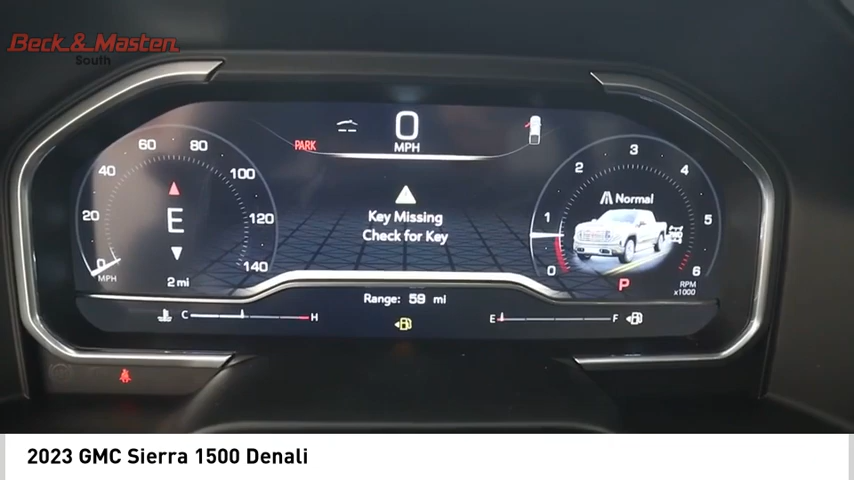 Beck & Masten
South
0
MPH
PARK
Key Missing
Check for Key
0 20 40 60 80 100 120 140
MPH
E
2 mi
0 1 2 3 4 5 6
Normal
RPM
x1000
P
Range: 59 mi
C H
E F
2023 GMC Sierra 1500 Denali